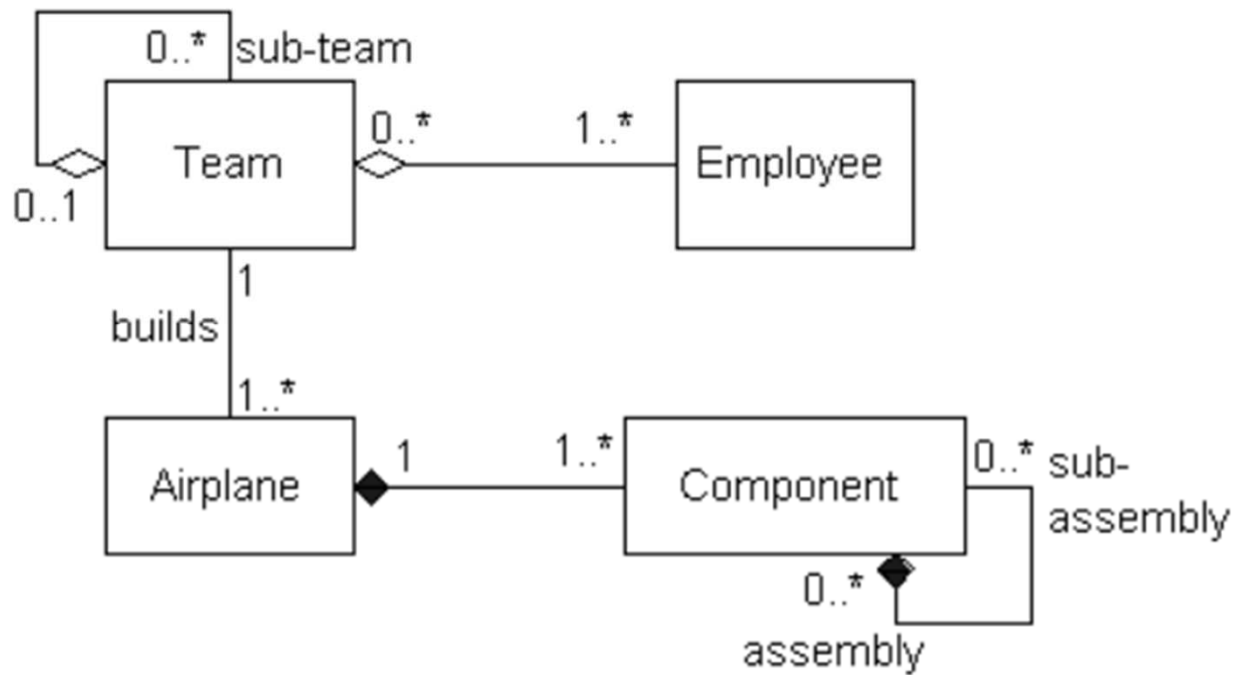 0..* sub-team
Team
0..1
0..*
1..*
Employee
1
builds
1..*
Airplane
1
1..*
Component
0..* sub-
assembly
0..*
assembly